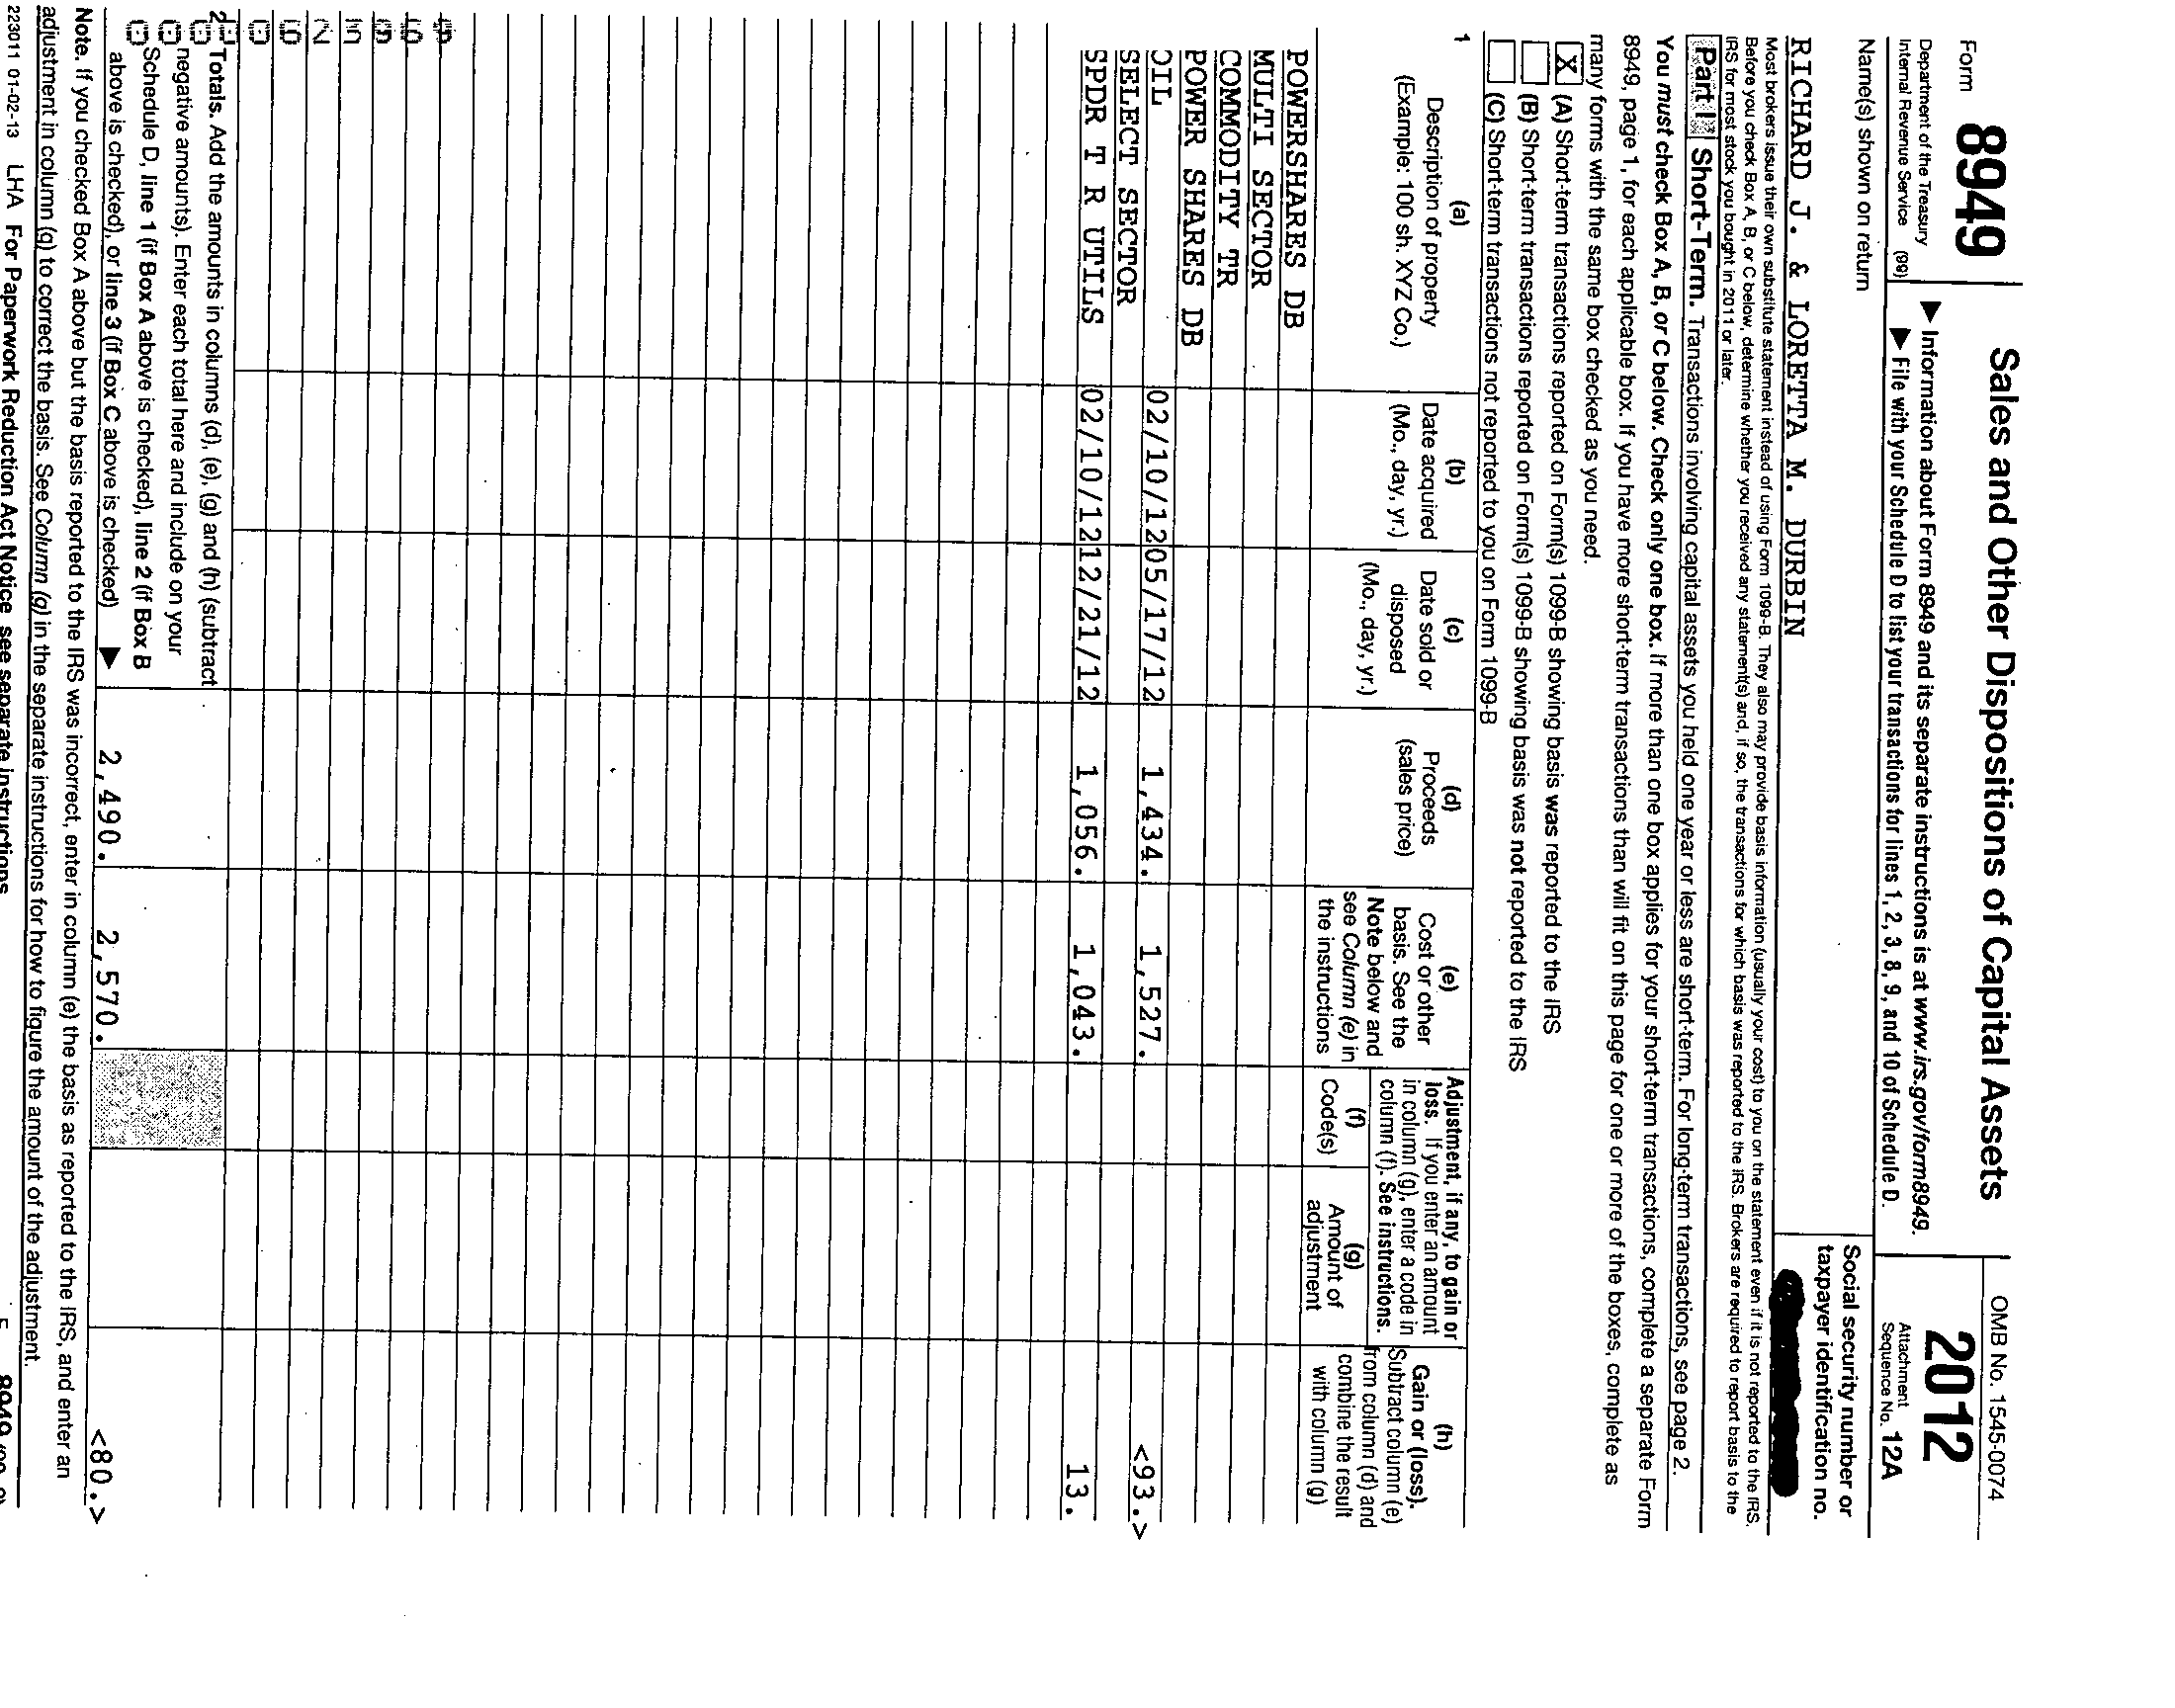 Form 8949
Department of the Treasury
Internal Revenue Service (99)
Sales and Other Dispositions of Capital Assets
▶ Information about Form 8949 and its separate instructions is at www.irs.gov/form8949.
▶ File with your Schedule D to list your transactions for lines 1, 2, 3, 8, 9, and 10 of Schedule D.
OMB No. 1545-0074
2012
Attachment
Sequence No. 12A
Name(s) shown on return
Social security number or
taxpayer identification no.
RICHARD J. & LORETTA M. DURBIN
Most brokers issue their own substitute statement instead of using Form 1099-B. They also may provide basis information (usually your cost) to you on the statement even if it is not reported to the IRS.
Before you check Box A, B, or C below, determine whether you received any statement(s) and, if so, the transactions for which basis was reported to the IRS. Brokers are required to report basis to the
IRS for most stock you bought in 2011 or later.
Part I Short-Term. Transactions involving capital assets you held one year or less are short-term. For long-term transactions, see page 2.
You must check Box A, B, or C below. Check only one box. If more than one box applies for your short-term transactions, complete a separate Form
8949, page 1, for each applicable box. If you have more short-term transactions than will fit on this page for one or more of the boxes, complete as
many forms with the same box checked as you need.
X (A) Short-term transactions reported on Form(s) 1099-B showing basis was reported to the IRS
(B) Short-term transactions reported on Form(s) 1099-B showing basis was not reported to the IRS
(C) Short-term transactions not reported to you on Form 1099-B
1
(a)
Description of property
(Example: 100 sh. XYZ Co.)
(b)
Date acquired
(Mo., day, yr.)
(c)
Date sold or
disposed
(Mo., day, yr.)
(d)
Proceeds
(sales price)
(e)
Cost or other
basis. See the
Note below and
see Column (e) in
the instructions
Adjustment, if any, to gain or
loss. If you enter an amount
in column (g), enter a code in
column (f). See instructions.
(f)
Code(s)
(g)
Amount of
adjustment
(h)
Gain or (loss).
Subtract column (e)
from column (d) and
combine the result
with column (g)
POWERSHARES DB
MULTI SECTOR
COMMODITY TR
POWER SHARES DB
OIL 02/10/12 05/17/12 1,434. 1,527. <93.>
SELECT SECTOR
SPDR T R UTILS 02/10/12 12/21/12 1,056. 1,043. 13.
2 Totals. Add the amounts in columns (d), (e), (g) and (h) (subtract
negative amounts). Enter each total here and include on your
Schedule D, line 1 (if Box A above is checked), line 2 (if Box B
above is checked), or line 3 (if Box C above is checked) ▶ 2,490. 2,570. <80.>
Note. If you checked Box A above but the basis reported to the IRS was incorrect, enter in column (e) the basis as reported to the IRS, and enter an
adjustment in column (g) to correct the basis. See Column (g) in the separate instructions for how to figure the amount of the adjustment.
223011 01-02-13 LHA For Paperwork Reduction Act Notice see separate instructions